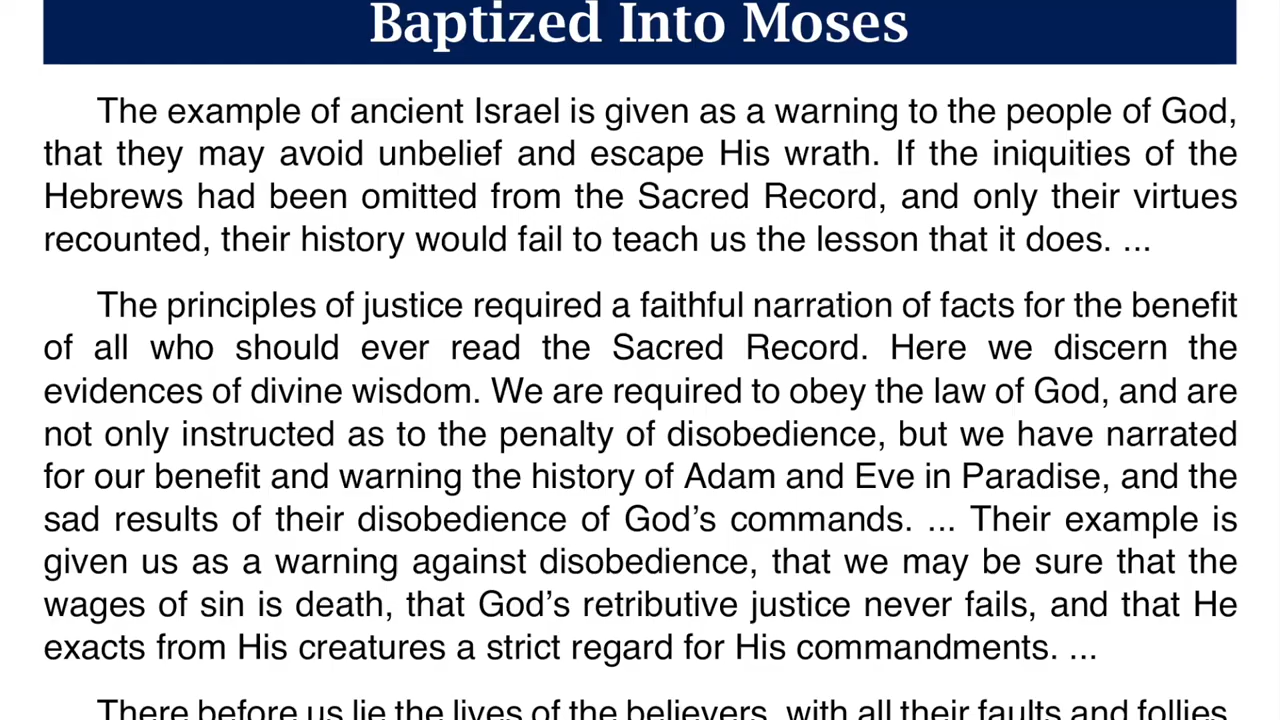 Baptized Into Moses
The example of ancient Israel is given as a warning to the people of God,
that they may avoid unbelief and escape His wrath. If the iniquities of the
Hebrews had been omitted from the Sacred Record, and only their virtues
recounted, their history would fail to teach us the lesson that it does. ...
The principles of justice required a faithful narration of facts for the benefit
of all who should ever read the Sacred Record. Here we discern the
evidences of divine wisdom. We are required to obey the law of God, and are
not only instructed as to the penalty of disobedience, but we have narrated
for our benefit and warning the history of Adam and Eve in Paradise, and the
sad results of their disobedience of God’s commands. ... Their example is
given us as a warning against disobedience, that we may be sure that the
wages of sin is death, that God’s retributive justice never fails, and that He
exacts from His creatures a strict regard for His commandments. ...
There before us lie the lives of the believers, with all their faults and follies,